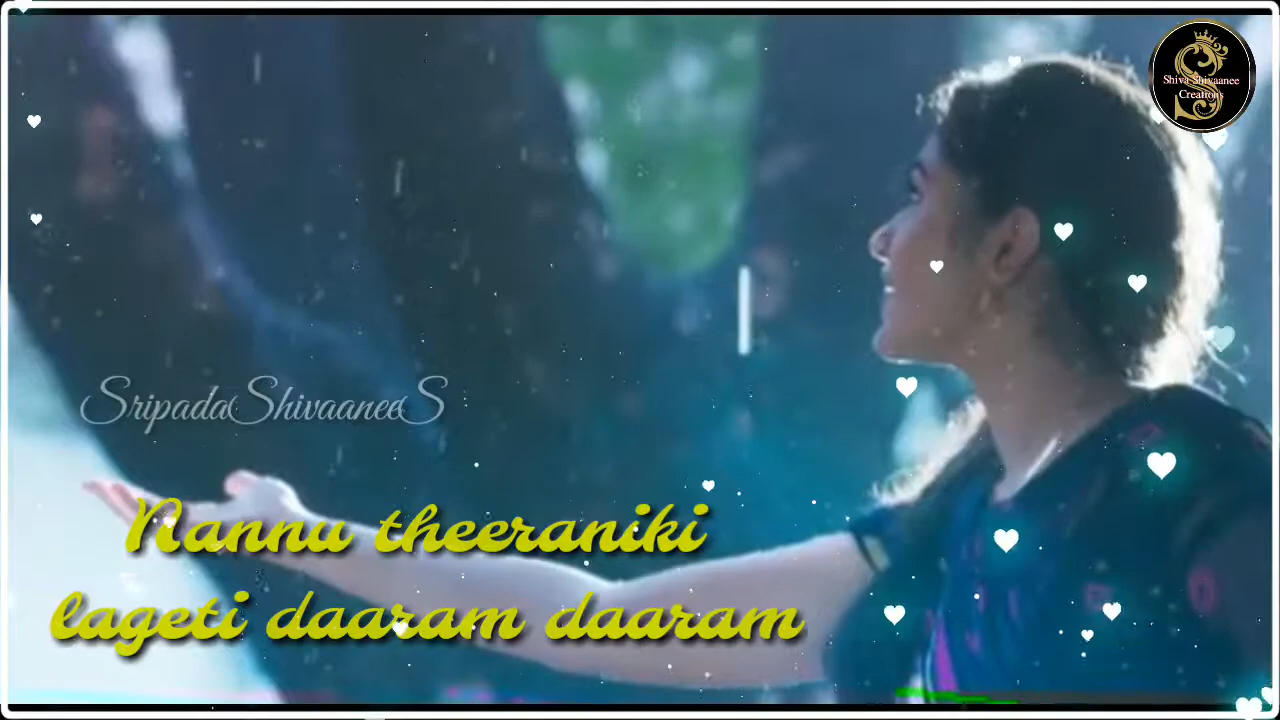 Shiva Shivaanee
Creations
SripadaShivaaneeS
Nannu theeraniki
lageti daaram daaram